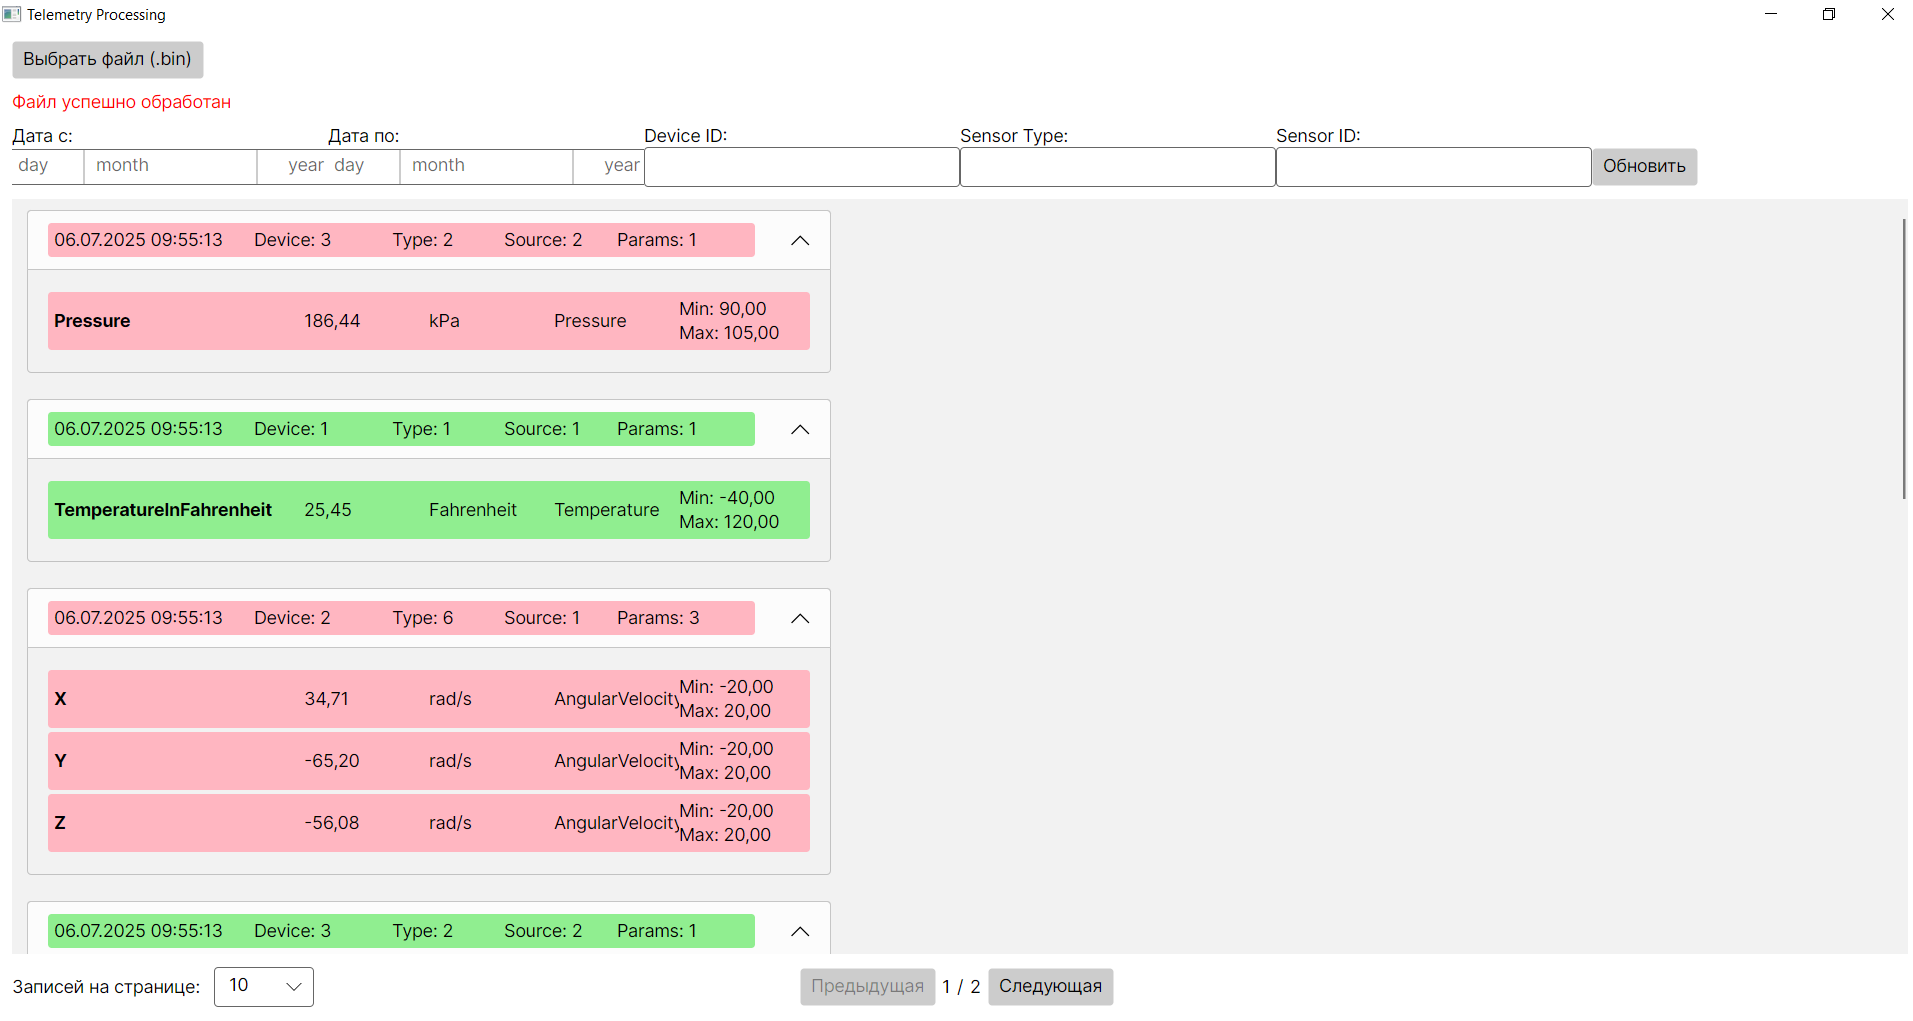 Telemetry Processing
Выбрать файл (.bin)
Файл успешно обработан
Дата с: Дата по: Device ID: Sensor Type: Sensor ID:
day month year day month year Обновить
06.07.2025 09:55:13 Device: 3 Type: 2 Source: 2 Params: 1
Pressure 186,44 kPa Pressure Min: 90,00
Max: 105,00
06.07.2025 09:55:13 Device: 1 Type: 1 Source: 1 Params: 1
TemperatureInFahrenheit 25,45 Fahrenheit Temperature Min: -40,00
Max: 120,00
06.07.2025 09:55:13 Device: 2 Type: 6 Source: 1 Params: 3
X 34,71 rad/s AngularVelocity Min: -20,00
Max: 20,00
Y -65,20 rad/s AngularVelocity Min: -20,00
Max: 20,00
Z -56,08 rad/s AngularVelocity Min: -20,00
Max: 20,00
06.07.2025 09:55:13 Device: 3 Type: 2 Source: 2 Params: 1
Записей на странице: 10 Предыдущая 1 / 2 Следующая